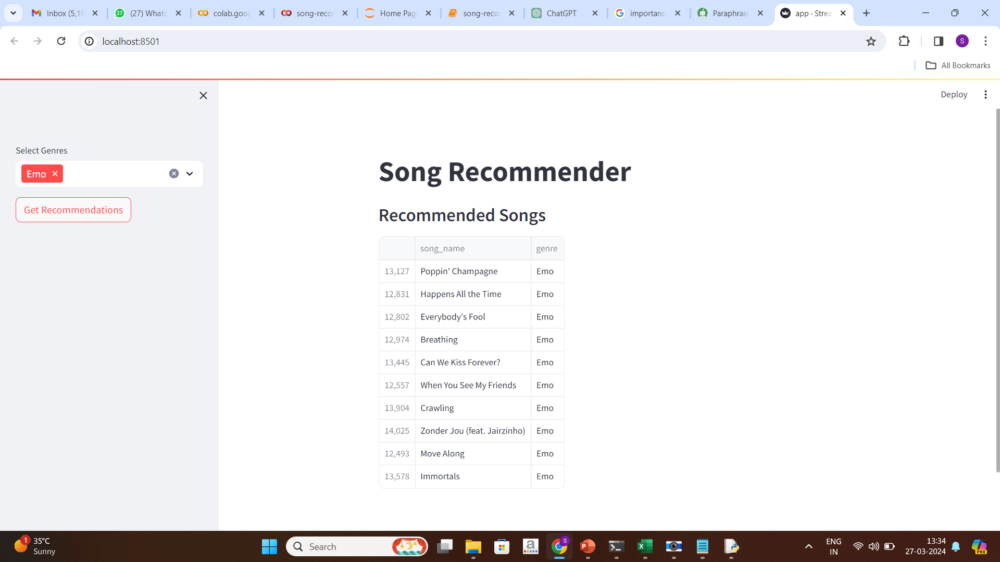 Inbox (5,18
27 (27) Whats
colab.goog
song-recor
Home Page
song-recor
ChatGPT
importance
Paraphrasi
app · Strea
localhost:8501
S
All Bookmarks
Deploy
Select Genres
Emo
Get Recommendations
Song Recommender
Recommended Songs
song_name genre
13,127 Poppin' Champagne Emo
12,831 Happens All the Time Emo
12,802 Everybody's Fool Emo
12,974 Breathing Emo
13,445 Can We Kiss Forever? Emo
12,557 When You See My Friends Emo
13,904 Crawling Emo
14,025 Zonder Jou (feat. Jairzinho) Emo
12,493 Move Along Emo
13,578 Immortals Emo
1 35°C
Sunny
Search
a
S
P
X
ENG
IN
13:34
27-03-2024
PRE